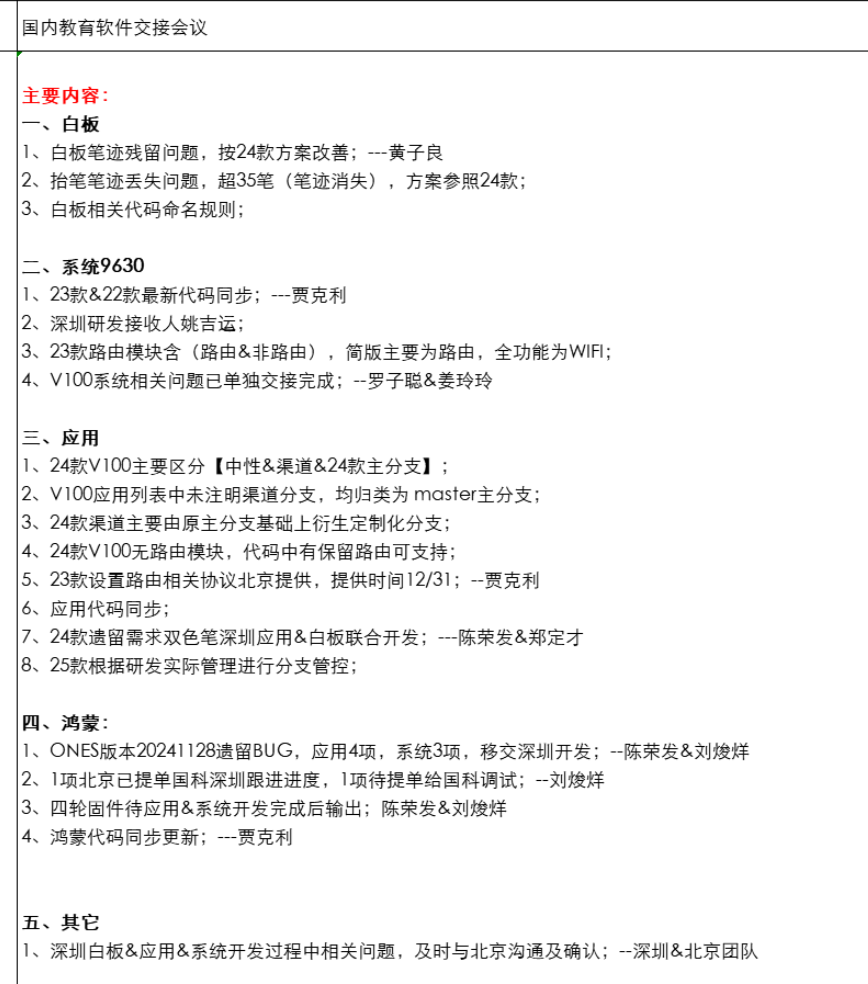 国内教育软件交接会议
主要内容：
一、白板
1、白板笔迹残留问题，按24款方案改善；---黄子良
2、抬笔笔迹丢失问题，超35笔（笔迹消失），方案参照24款；
3、白板相关代码命名规则；
二、系统9630
1、23款&22款最新代码同步；---贾克利
2、深圳研发接收人姚吉运；
3、23款路由模块含（路由&非路由），简版主要为路由，全功能为WIFI；
4、V100系统相关问题已单独交接完成；--罗子聪&姜玲玲
三、应用
1、24款V100主要区分【中性&渠道&24款主分支】；
2、V100应用列表中未注明渠道分支，均归类为 master主分支；
3、24款渠道主要由原主分支基础上衍生定制化分支；
4、24款V100无路由模块，代码中有保留路由可支持；
5、23款设置路由相关协议北京提供，提供时间12/31；--贾克利
6、应用代码同步；
7、24款遗留需求双色笔深圳应用&白板联合开发；---陈荣发&郑定才
8、25款根据研发实际管理进行分支管控；
四、鸿蒙：
1、ONES版本20241128遗留BUG，应用4项，系统3项，移交深圳开发；--陈荣发&刘焌烊
2、1项北京已提单国科深圳跟进进度，1项待提单给国科调试；--刘焌烊
3、四轮固件待应用&系统开发完成后输出；陈荣发&刘焌烊
4、鸿蒙代码同步更新；---贾克利
五、其它
1、深圳白板&应用&系统开发过程中相关问题，及时与北京沟通及确认；--深圳&北京团队